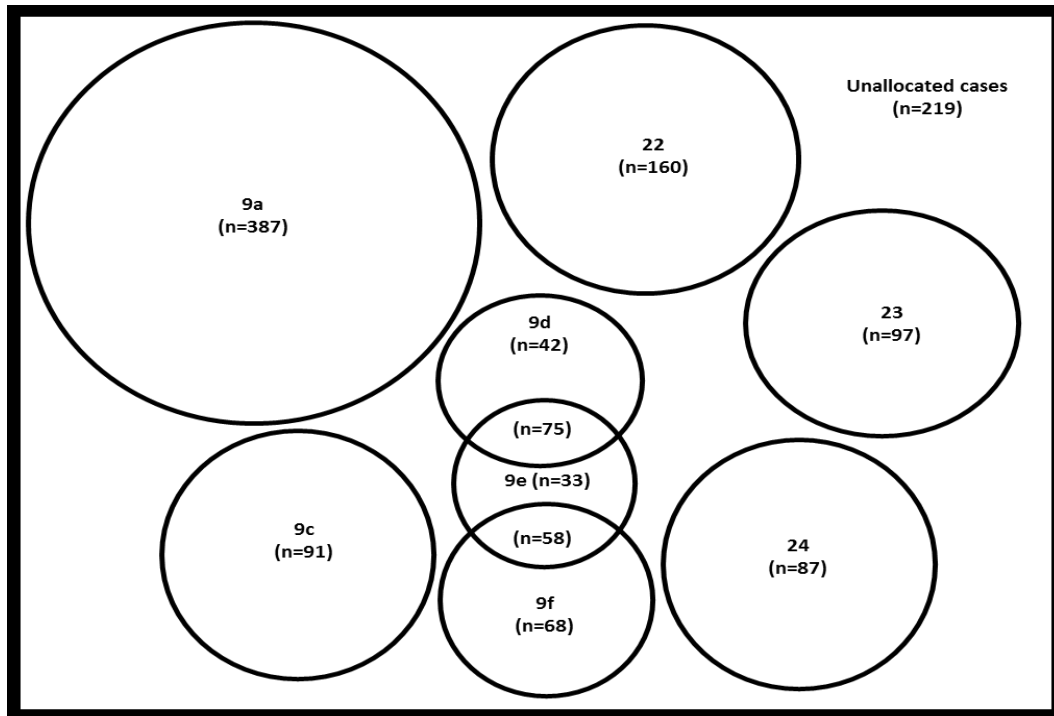 9a
(n=387)
22
(n=160)
Unallocated cases
(n=219)
23
(n=97)
9d
(n=42)
(n=75)
9e (n=33)
(n=58)
9f
(n=68)
9c
(n=91)
24
(n=87)